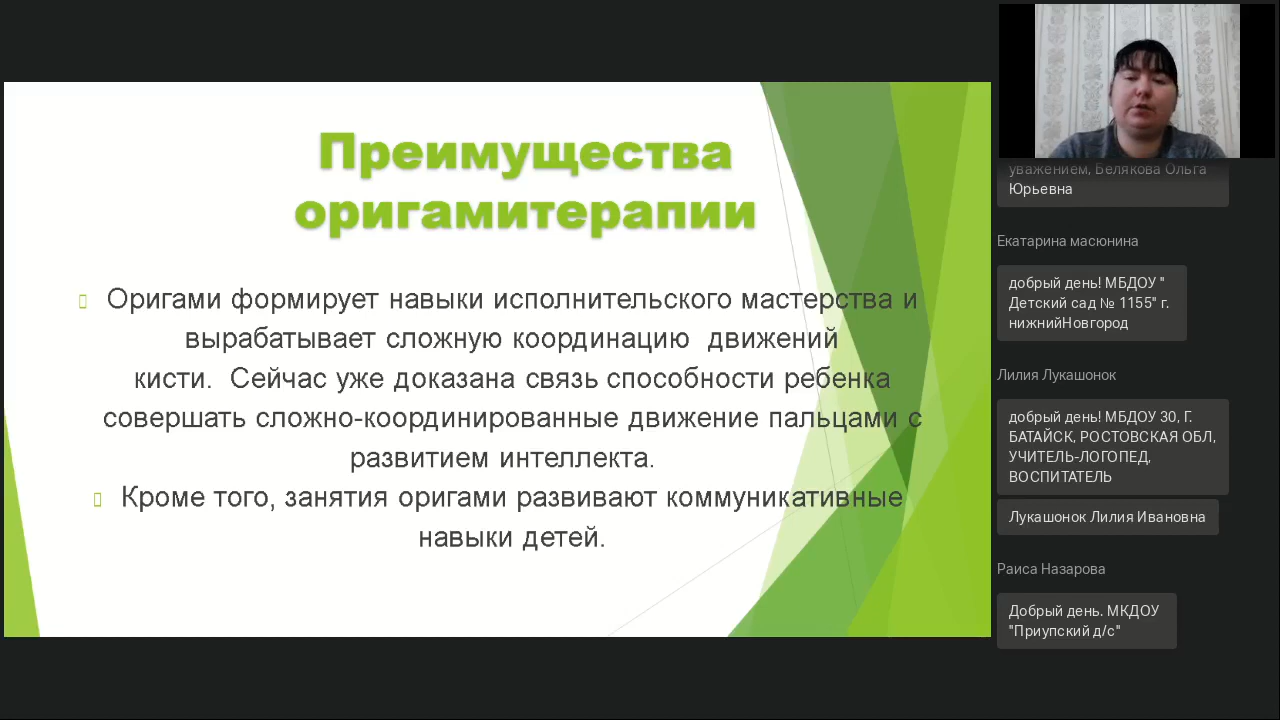 Преимущества
оригамитерапии
Оригами формирует навыки исполнительского мастерства и
вырабатывает сложную координацию движений
кисти. Сейчас уже доказана связь способности ребенка
совершать сложно-координированные движение пальцами с
развитием интеллекта.
Кроме того, занятия оригами развивают коммуникативные
навыки детей.
уважением, Белякова Ольга
Юрьевна
Екатарина масюнина
добрый день! МБДОУ "
Детский сад № 1155" г.
нижнийНовгород
Лилия Лукашонок
добрый день! МБДОУ 30, Г.
БАТАЙСК, РОСТОВСКАЯ ОБЛ,
УЧИТЕЛЬ-ЛОГОПЕД,
ВОСПИТАТЕЛЬ
Лукашонок Лилия Ивановна
Раиса Назарова
Добрый день. МКДОУ
"Приупский д/с"